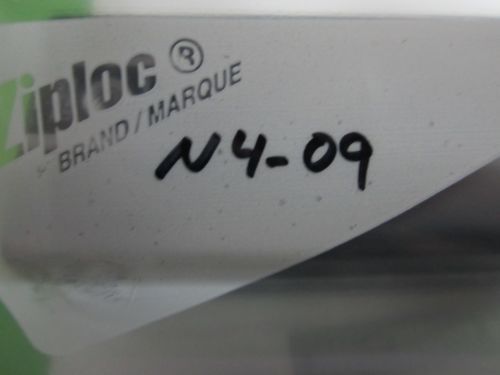 Ziploc ®
BRAND / MARQUE
N4-09